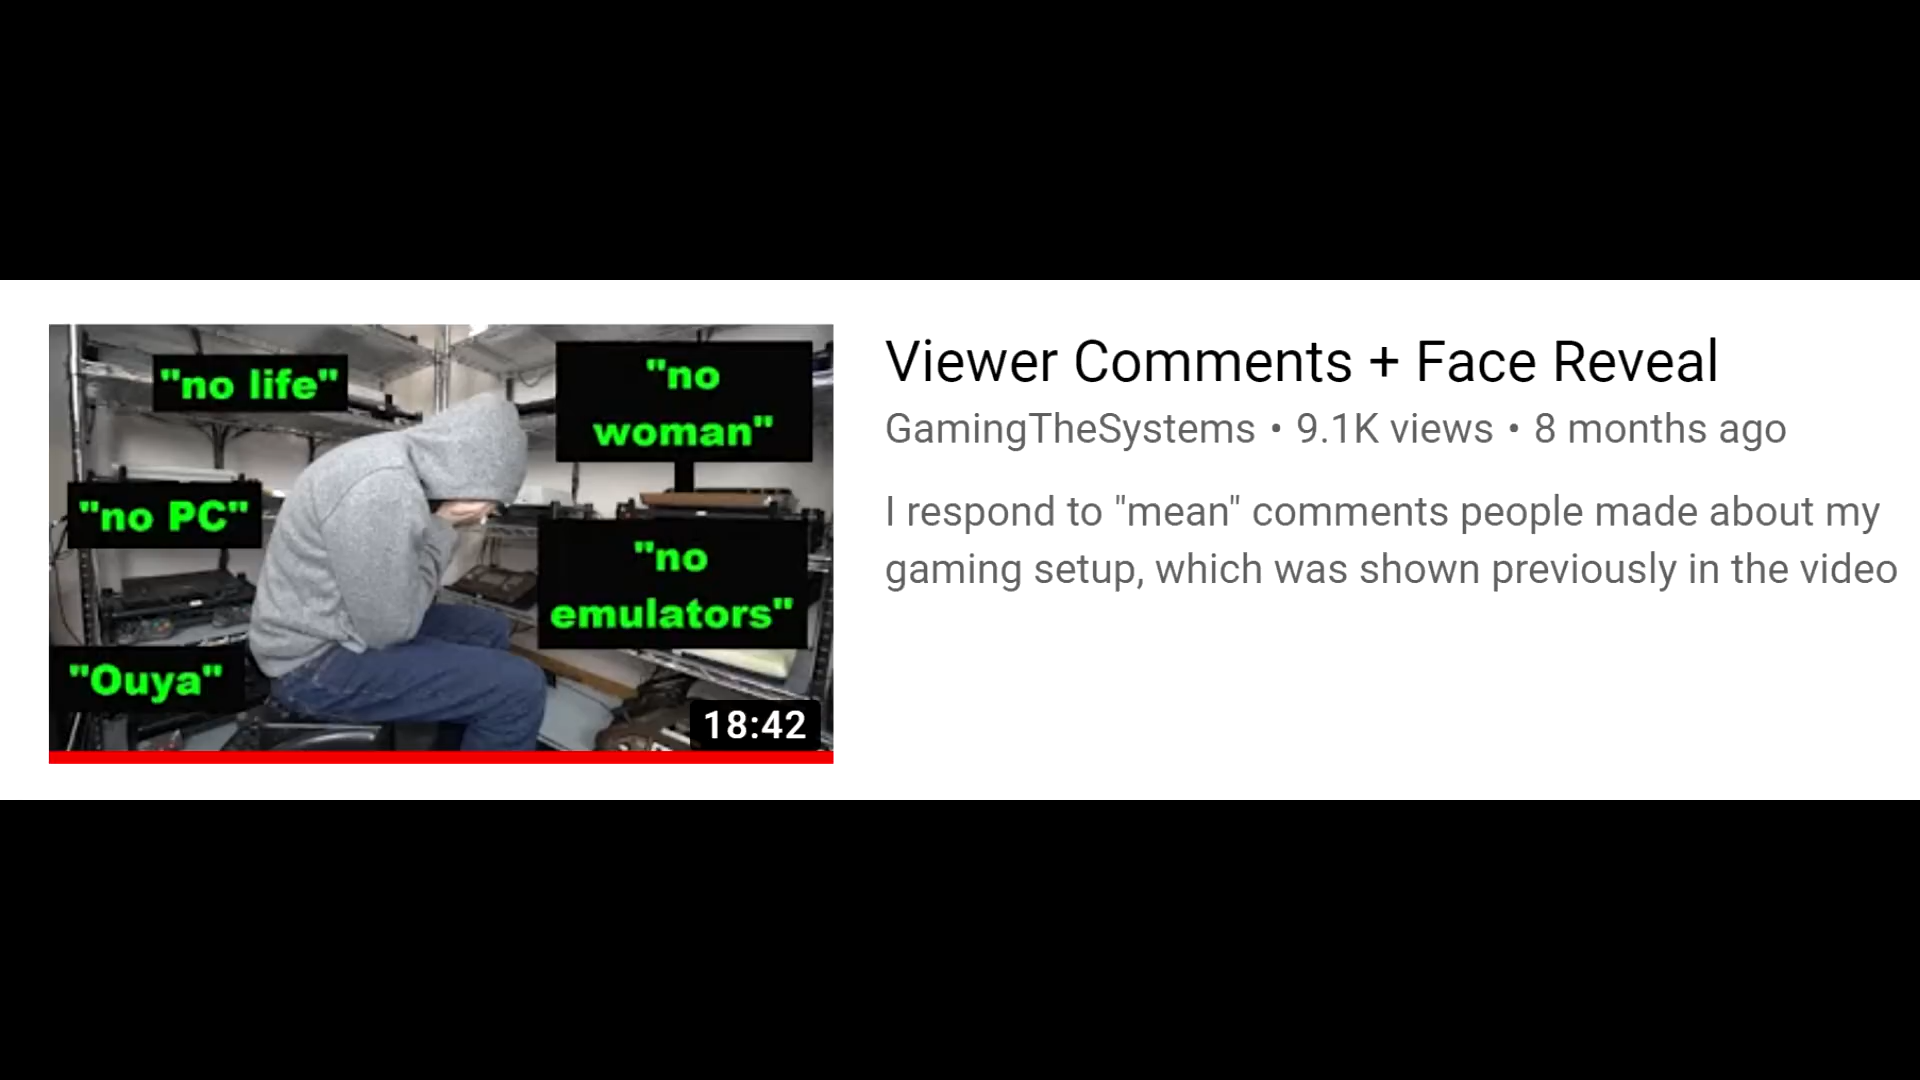 "no life"
"no
woman"
"no PC"
"no
emulators"
"Ouya"
18:42
Viewer Comments + Face Reveal
GamingTheSystems • 9.1K views • 8 months ago
I respond to "mean" comments people made about my
gaming setup, which was shown previously in the video